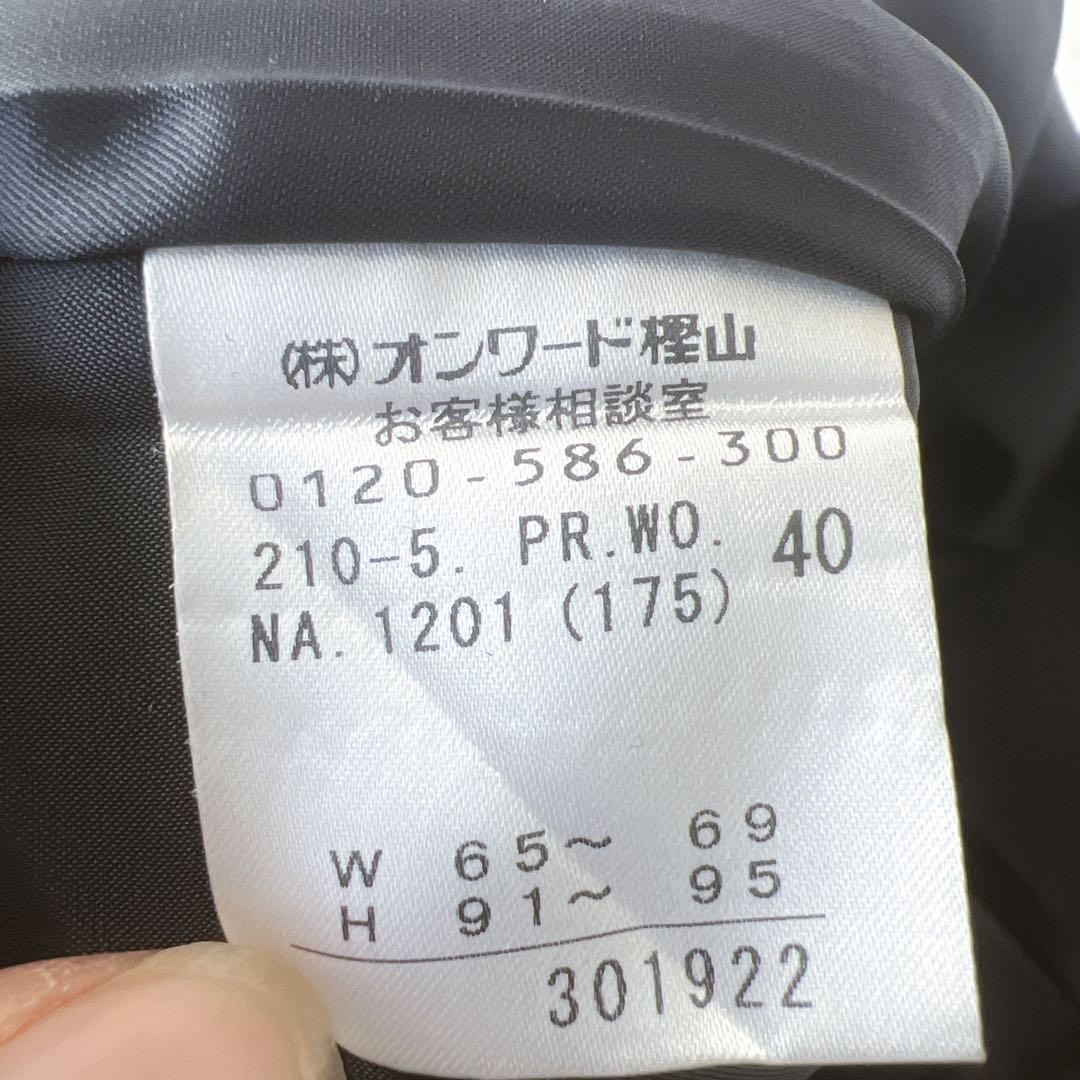 (株)オンワード樫山
お客様相談室
0120-586-300
210-5. PR.WO. 40
NA. 1201 (175)
W 65～ 69
H 91～ 95
301922